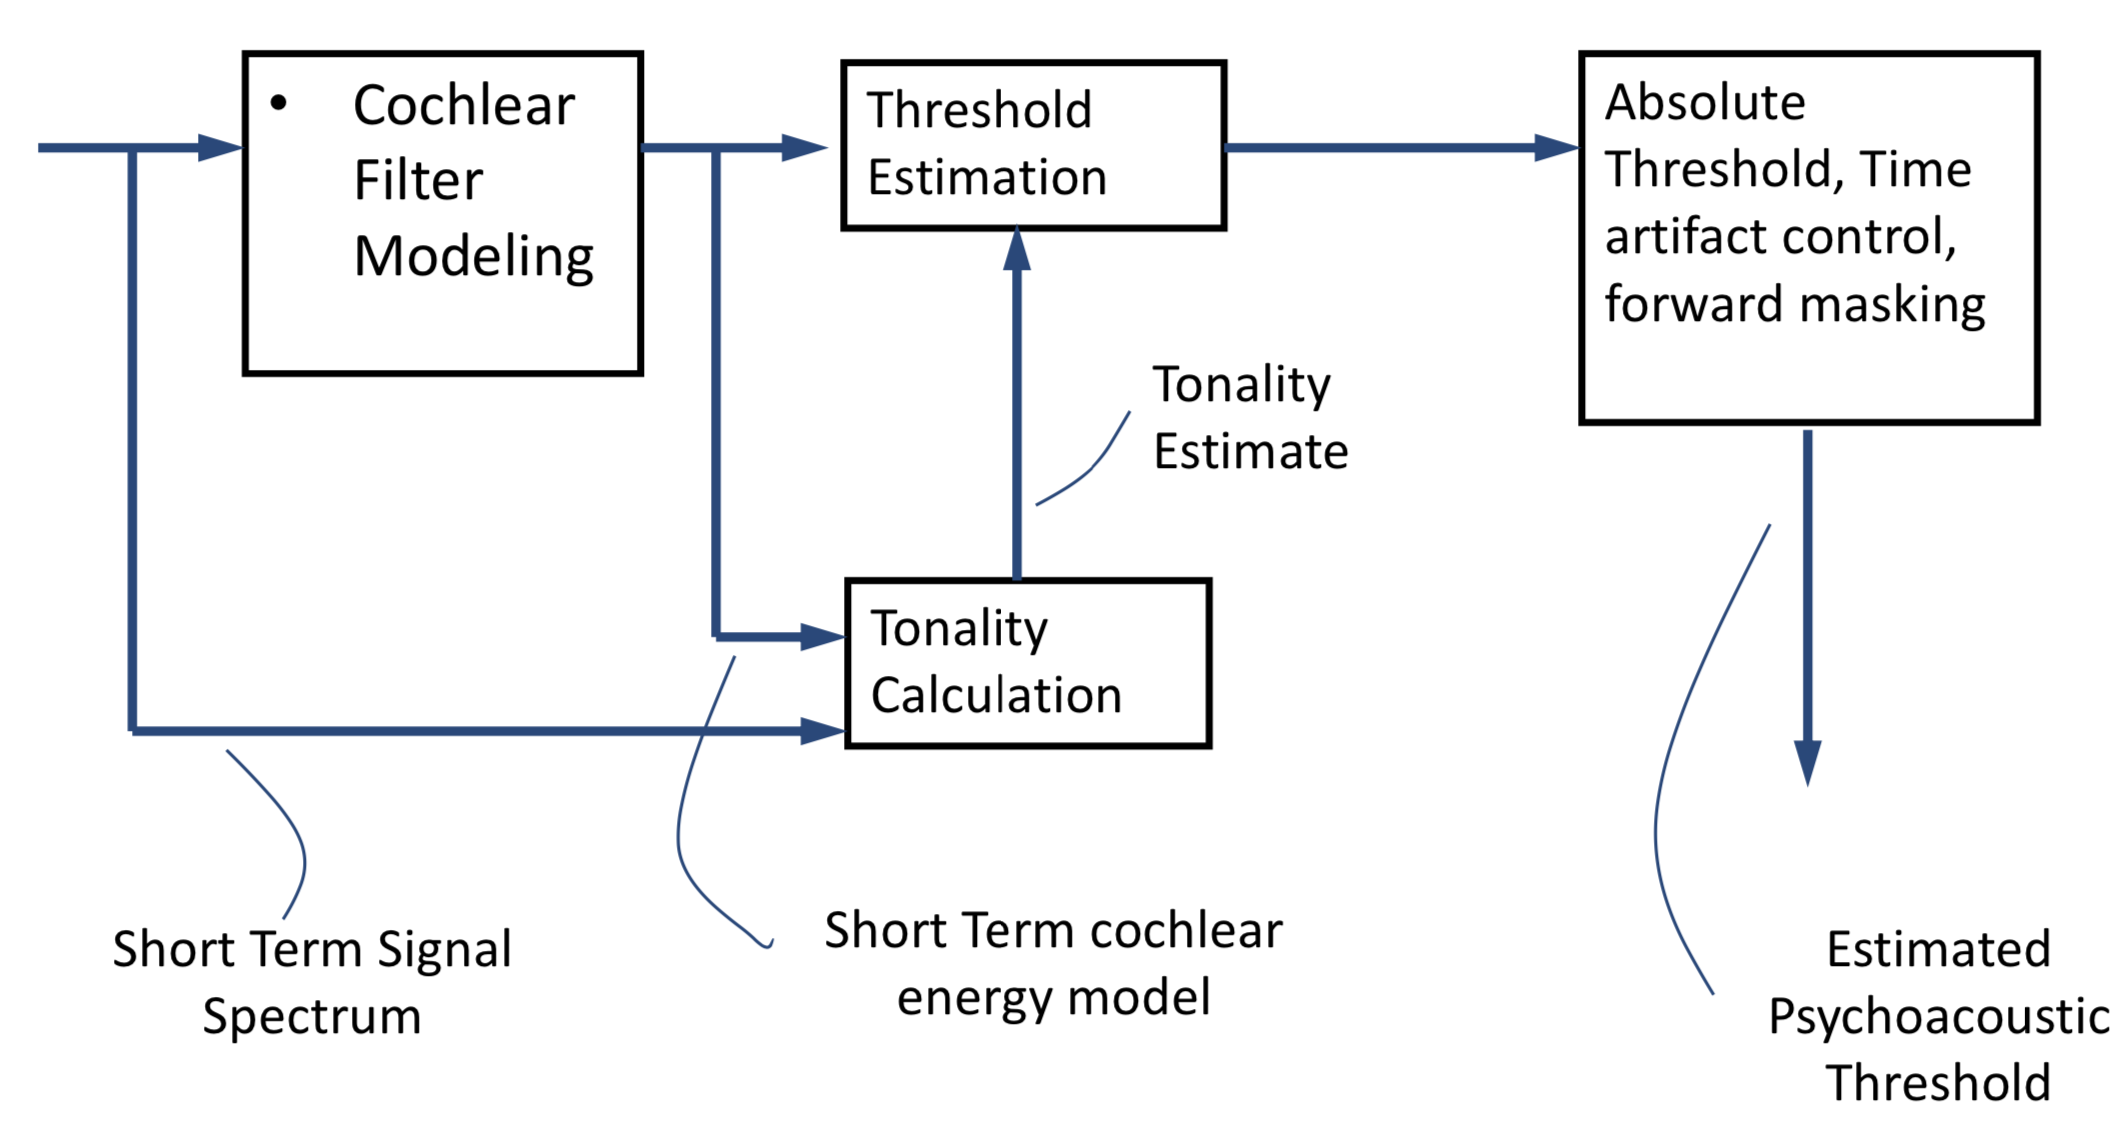 • Cochlear
Filter
Modeling
Threshold
Estimation
Absolute
Threshold, Time
artifact control,
forward masking
Tonality
Estimate
Tonality
Calculation
Short Term Signal
Spectrum
Short Term cochlear
energy model
Estimated
Psychoacoustic
Threshold